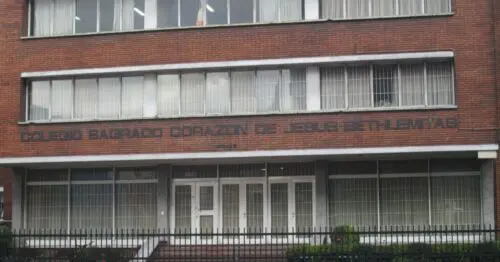 COLEGIO SAGRADO CORAZON DE JESUS BETHLEMITAS